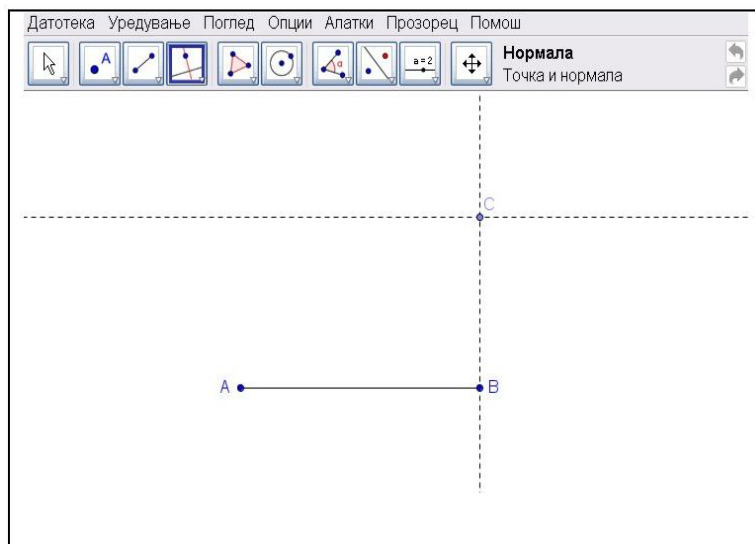 Датотека Уредување Поглед Опции Алатки Прозорец Помош
A α a=2
Нормала
Точка и нормала
C
A B